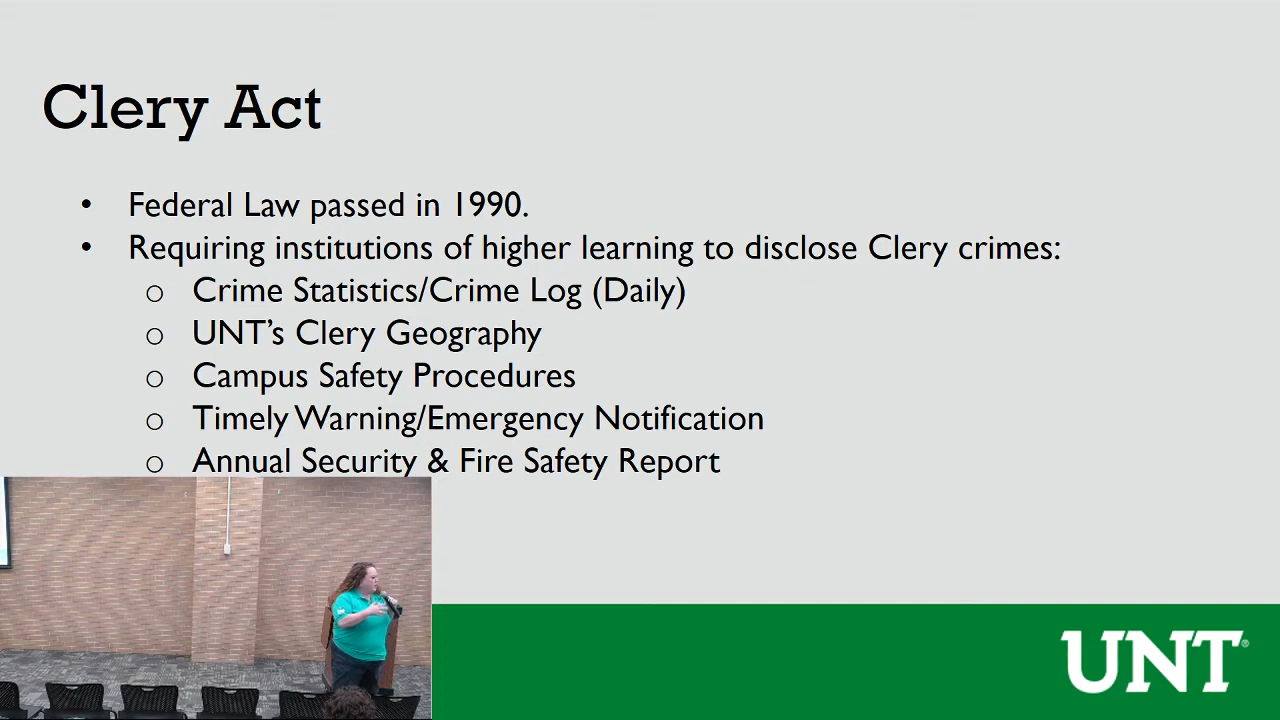 Clery Act
• Federal Law passed in 1990.
• Requiring institutions of higher learning to disclose Clery crimes:
o Crime Statistics/Crime Log (Daily)
o UNT’s Clery Geography
o Campus Safety Procedures
o Timely Warning/Emergency Notification
o Annual Security & Fire Safety Report
UNT®